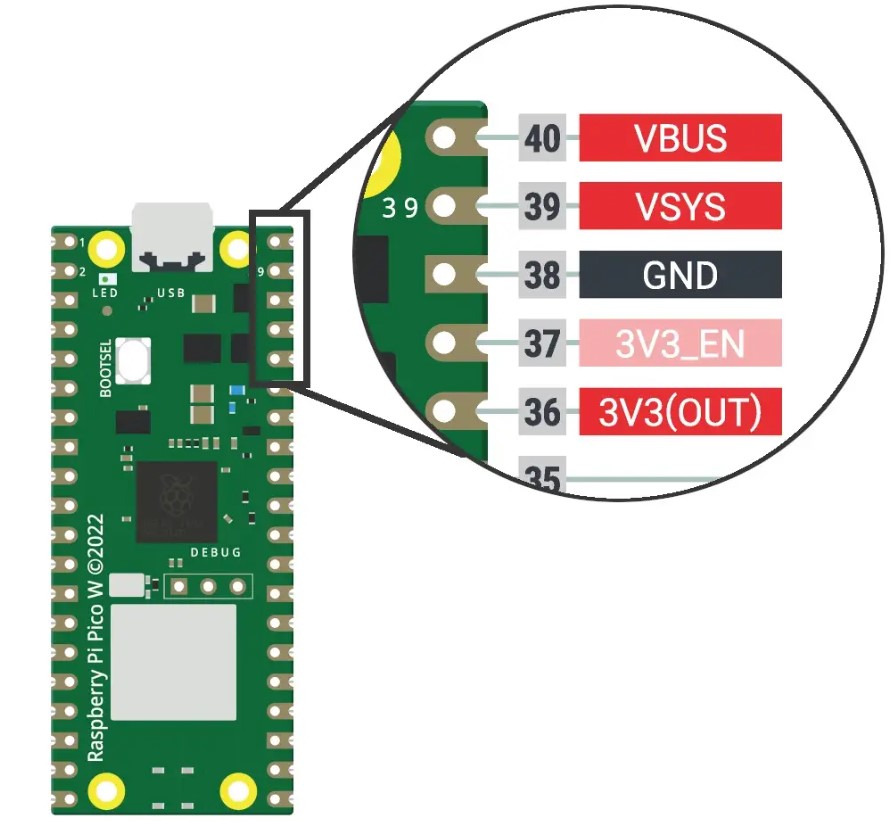 40 VBUS
39 39 VSYS
38 GND
37 3V3_EN
36 3V3(OUT)
35
1
2
9
LED
USB
BOOTSEL
DEBUG
Raspberry Pi Pico W ©2022